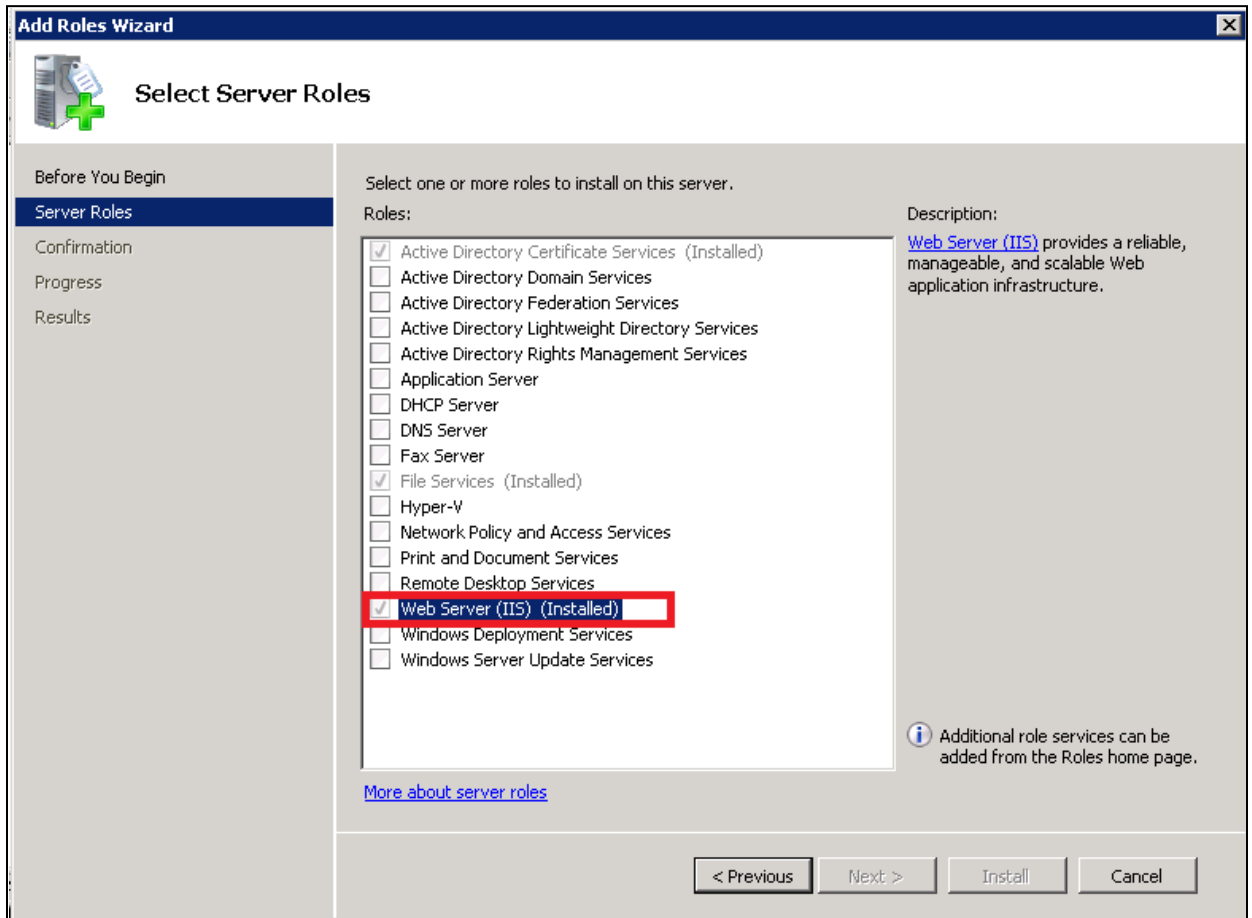 Add Roles Wizard
Select Server Roles
Before You Begin
Server Roles
Confirmation
Progress
Results
Select one or more roles to install on this server.
Roles:
Active Directory Certificate Services (Installed)
Active Directory Domain Services
Active Directory Federation Services
Active Directory Lightweight Directory Services
Active Directory Rights Management Services
Application Server
DHCP Server
DNS Server
Fax Server
File Services (Installed)
Hyper-V
Network Policy and Access Services
Print and Document Services
Remote Desktop Services
Web Server (IIS) (Installed)
Windows Deployment Services
Windows Server Update Services
More about server roles
Description:
Web Server (IIS) provides a reliable,
manageable, and scalable Web
application infrastructure.
Additional role services can be
added from the Roles home page.
< Previous
Next >
Install
Cancel